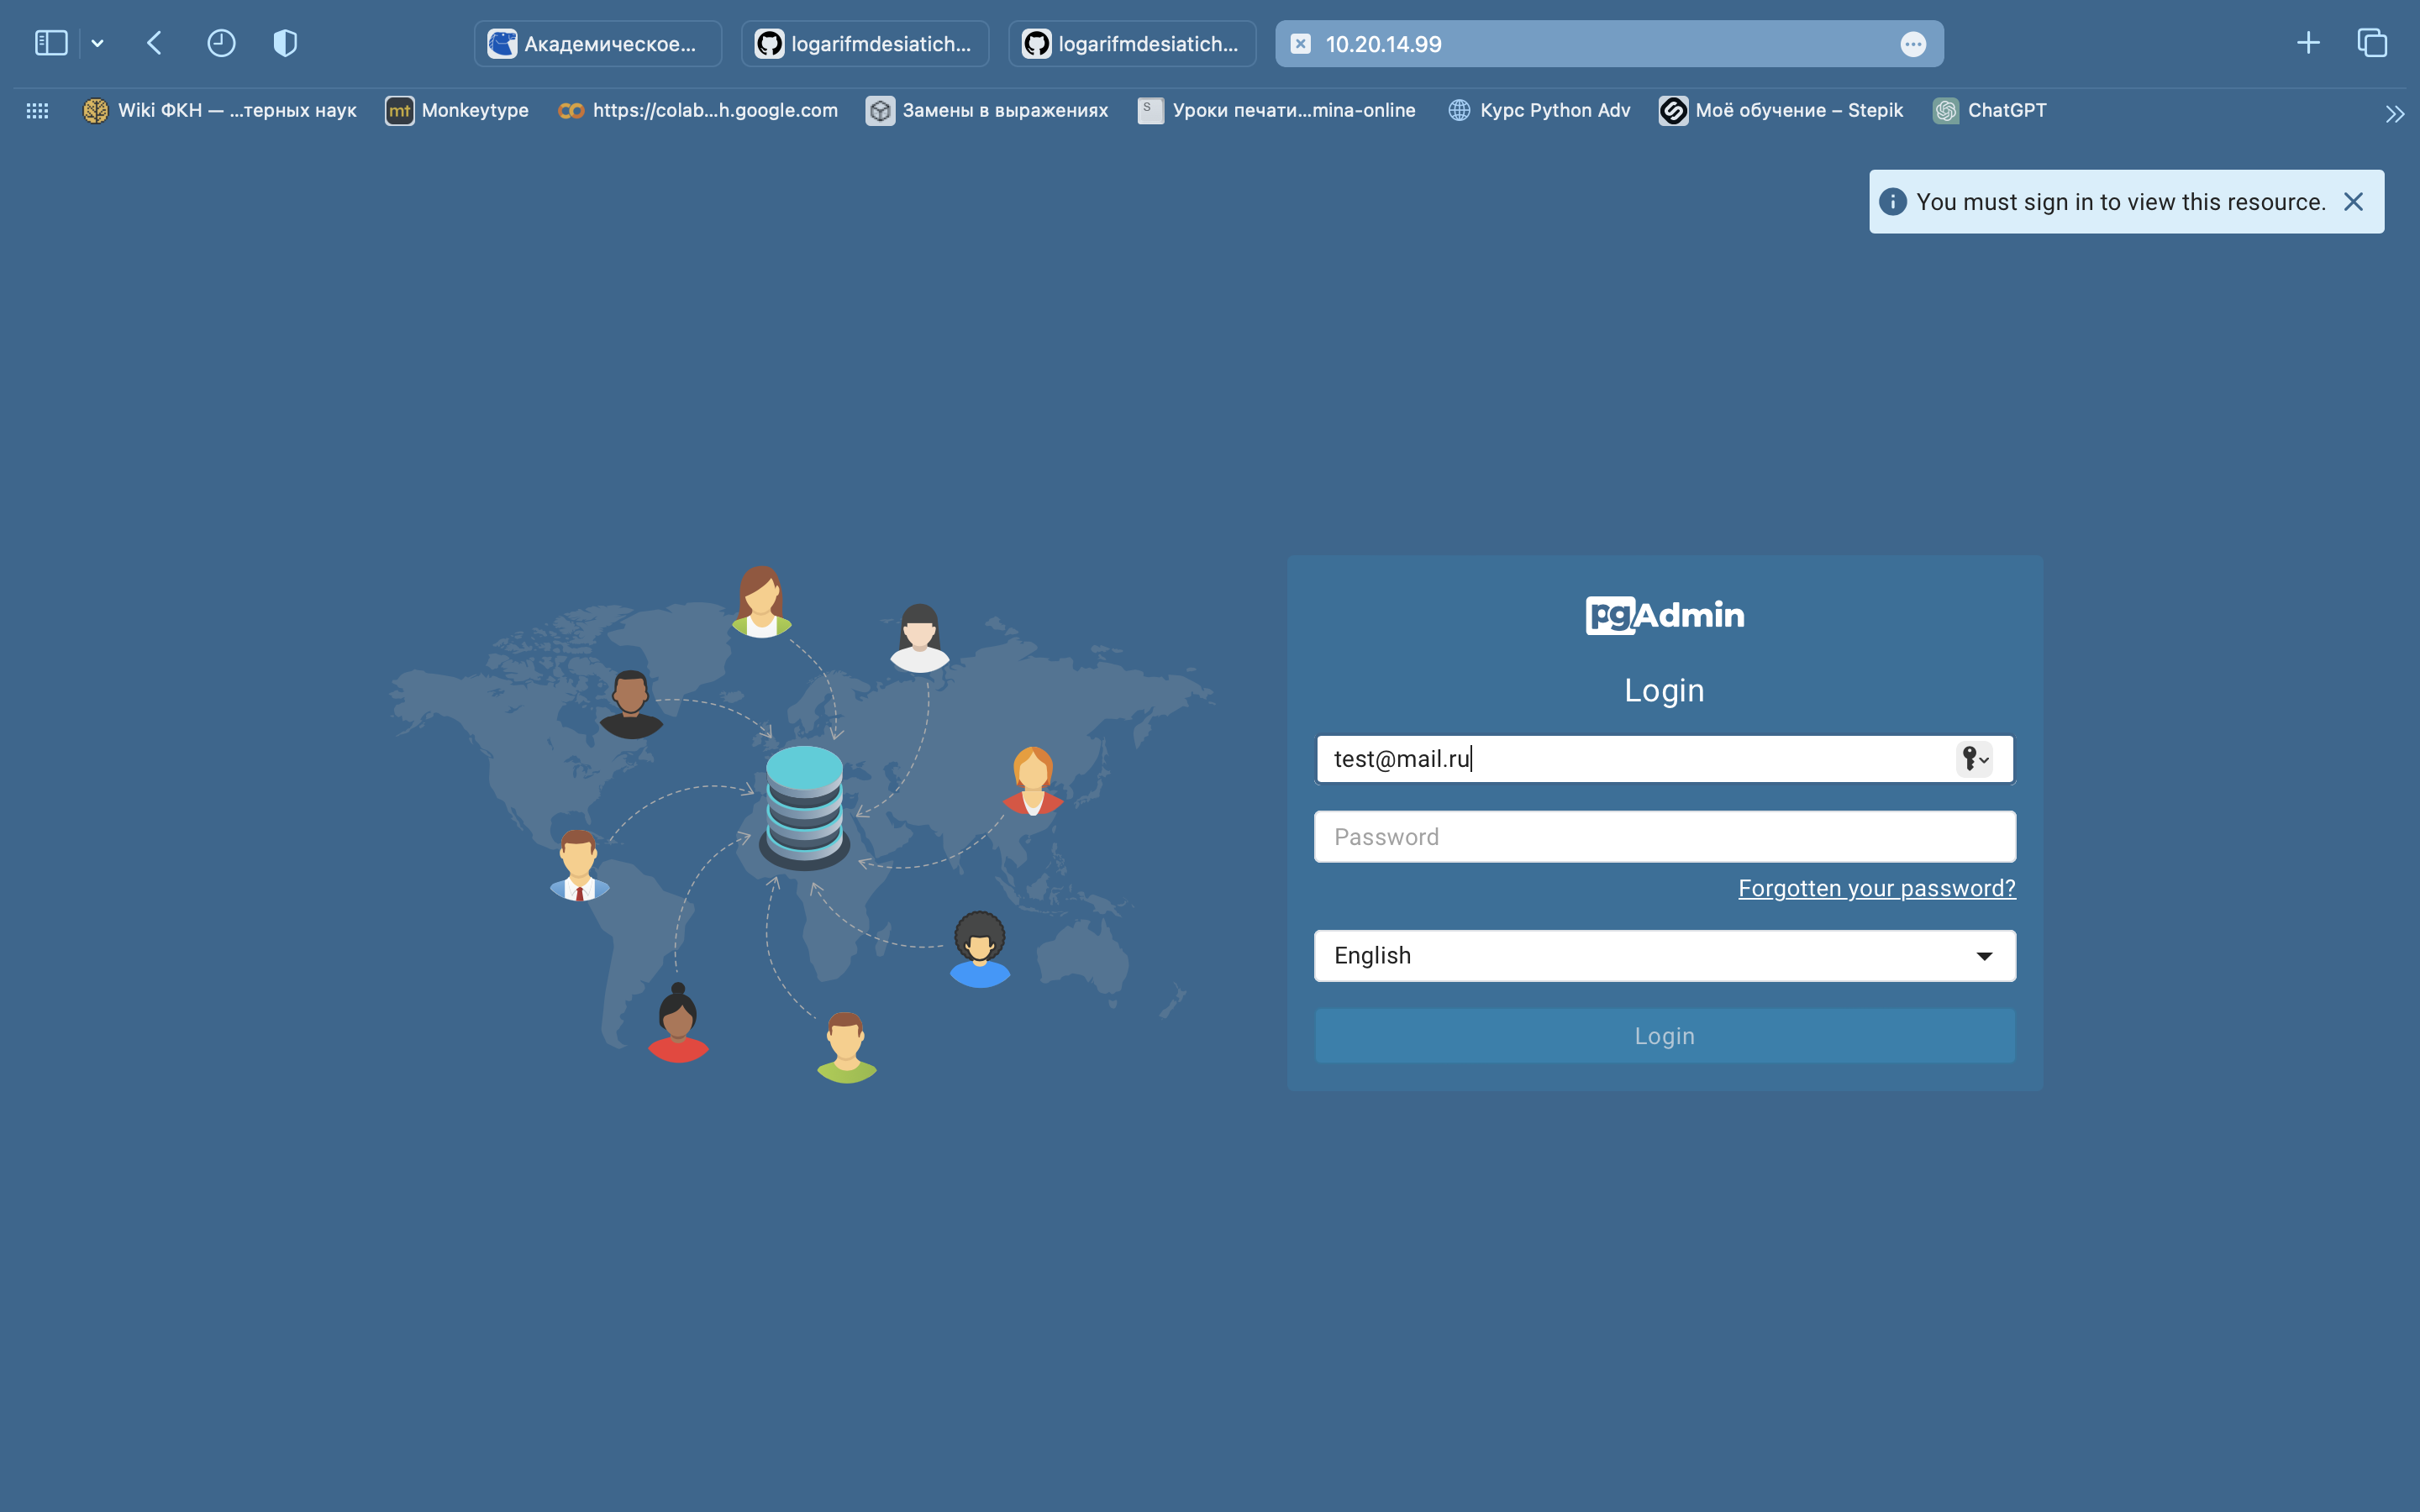 Академическое...
logarifmdesiatich...
logarifmdesiatich...
10.20.14.99
Wiki ФКН — ...терных наук
mt
Monkeytype
https://colab...h.google.com
Замены в выражениях
S
Уроки печати...mina-online
Курс Python Adv
Моё обучение – Stepik
ChatGPT
You must sign in to view this resource.
pgAdmin
Login
test@mail.ru
Password
Forgotten your password?
English
Login